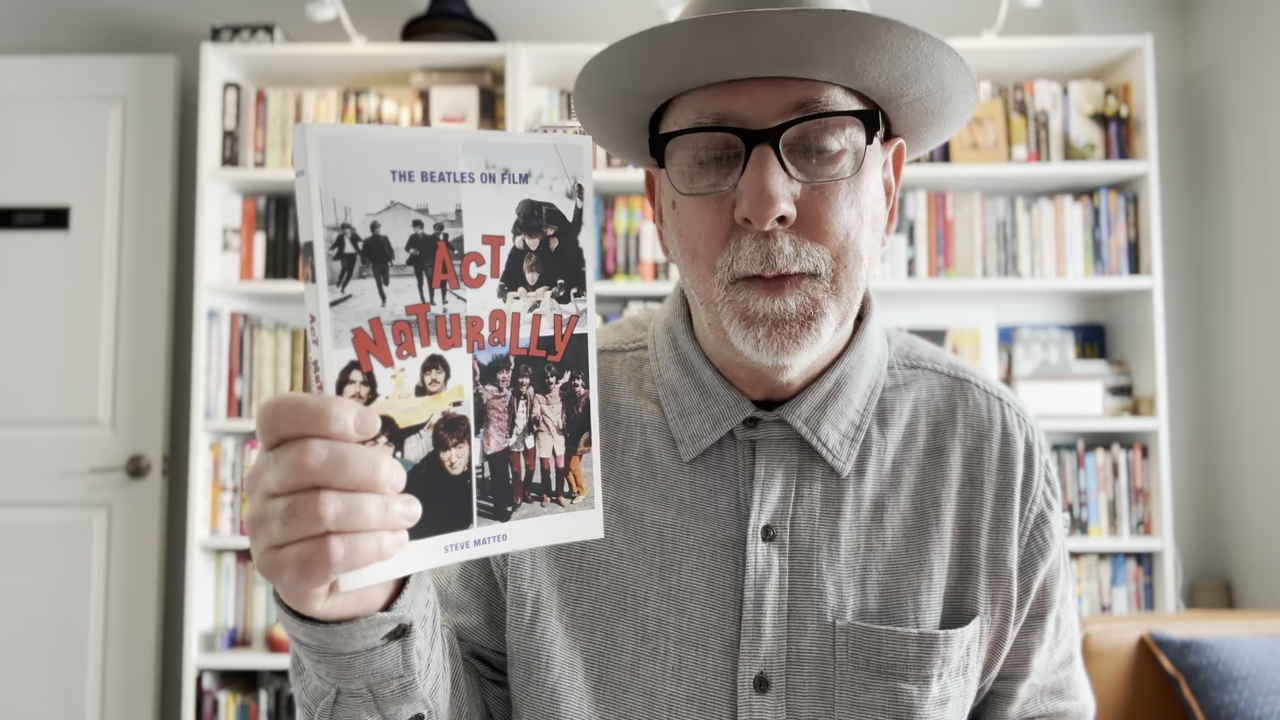 THE BEATLES ON FILM
ACT
NATURALLY
STEVE MATTEO